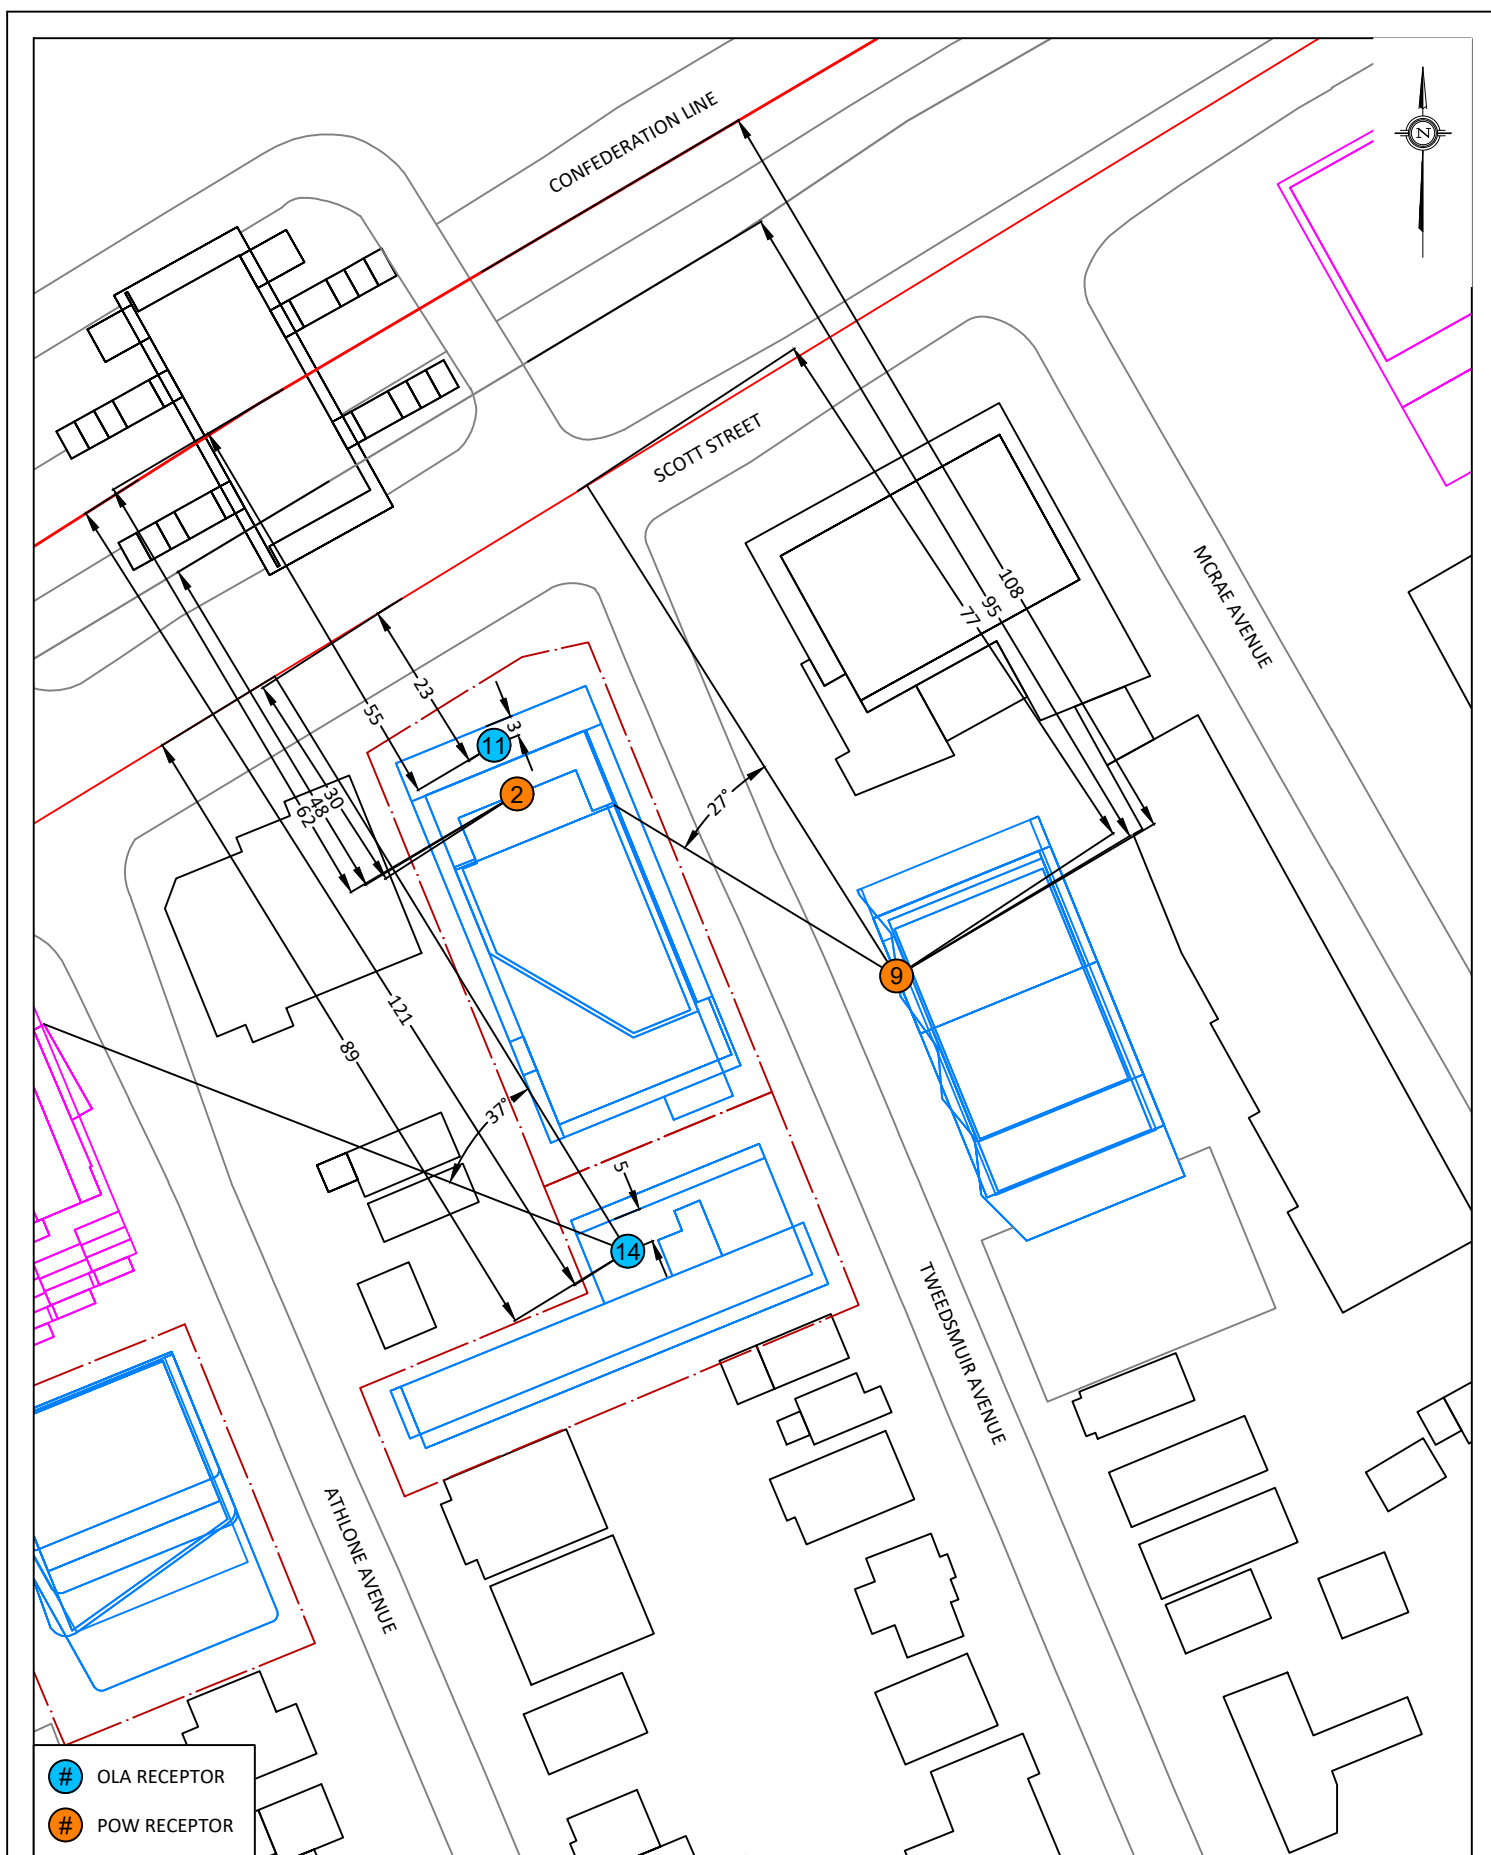 CONFEDERATION LINE
N
SCOTT STREET
MCRAE AVENUE
108
95
77
23
55
3
11
2
30
48
62
27°
9
121
89
37°
5
14
TWEEDSMUIR AVENUE
ATHLONE AVENUE
# OLA RECEPTOR
# POW RECEPTOR